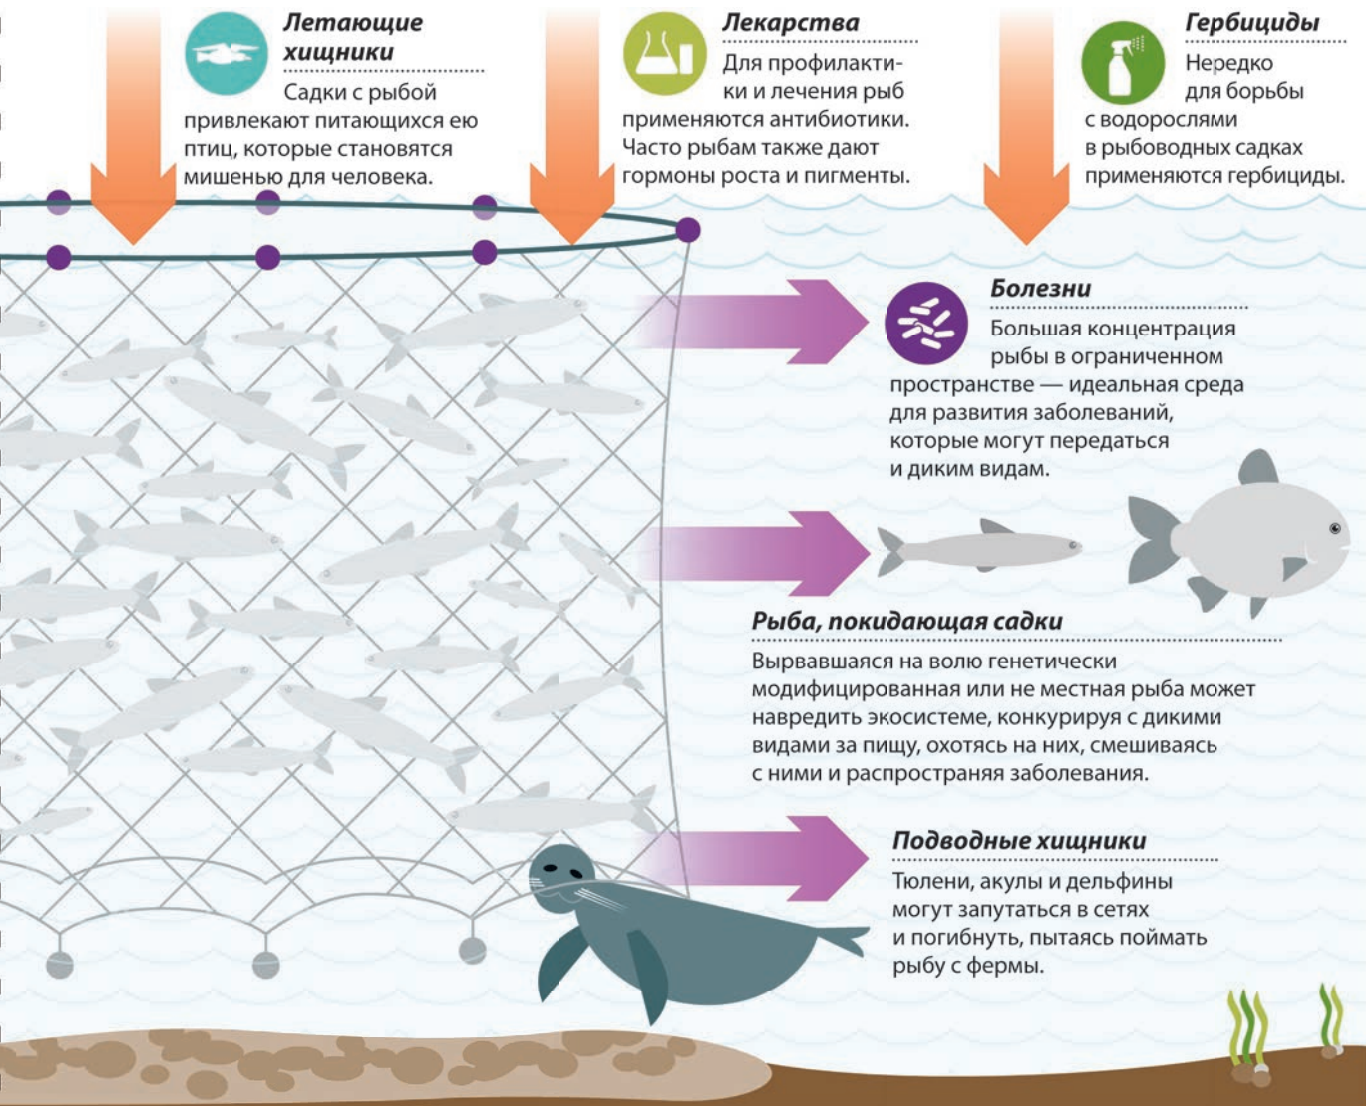 Летающие
хищники
Садки с рыбой
привлекают питающихся ею
птиц, которые становятся
мишенью для человека.
Лекарства
Для профилакти-
ки и лечения рыб
применяются антибиотики.
Часто рыбам также дают
гормоны роста и пигменты.
Гербициды
Нередко
для борьбы
с водорослями
в рыбоводных садках
применяются гербициды.
Болезни
Большая концентрация
рыбы в ограниченном
пространстве — идеальная среда
для развития заболеваний,
которые могут передаться
и диким видам.
Рыба, покидающая садки
Вырвавшаяся на волю генетически
модифицированная или не местная рыба может
навредить экосистеме, конкурируя с дикими
видами за пищу, охотясь на них, смешиваясь
с ними и распространяя заболевания.
Подводные хищники
Тюлени, акулы и дельфины
могут запутаться в сетях
и погибнуть, пытаясь поймать
рыбу с фермы.